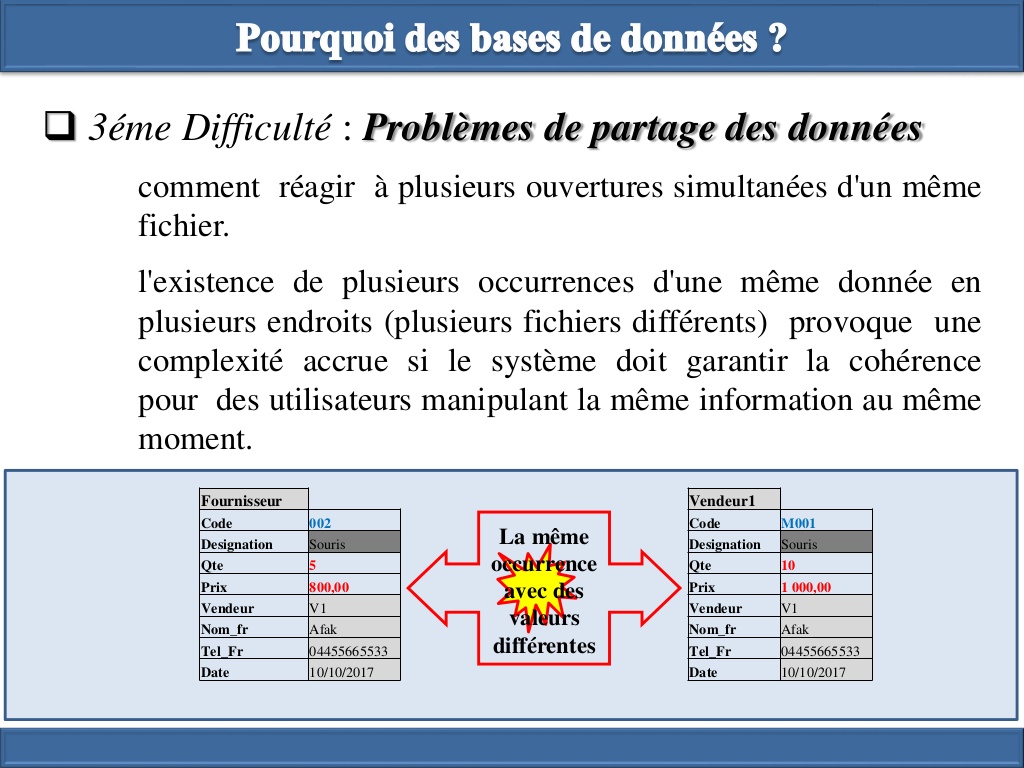 Pourquoi des bases de données ?
3éme Difficulté : Problèmes de partage des données
comment réagir à plusieurs ouvertures simultanées d'un même
fichier.
l'existence de plusieurs occurrences d'une même donnée en
plusieurs endroits (plusieurs fichiers différents) provoque une
complexité accrue si le système doit garantir la cohérence
pour des utilisateurs manipulant la même information au même
moment.
Fournisseur
Code 002
Designation Souris
Qte 5
Prix 800,00
Vendeur V1
Nom_fr Afak
Tel_Fr 04455665533
Date 10/10/2017
La même
occurrence
avec des
valeurs
différentes
Vendeur1
Code M001
Designation Souris
Qte 10
Prix 1 000,00
Vendeur V1
Nom_fr Afak
Tel_Fr 04455665533
Date 10/10/2017